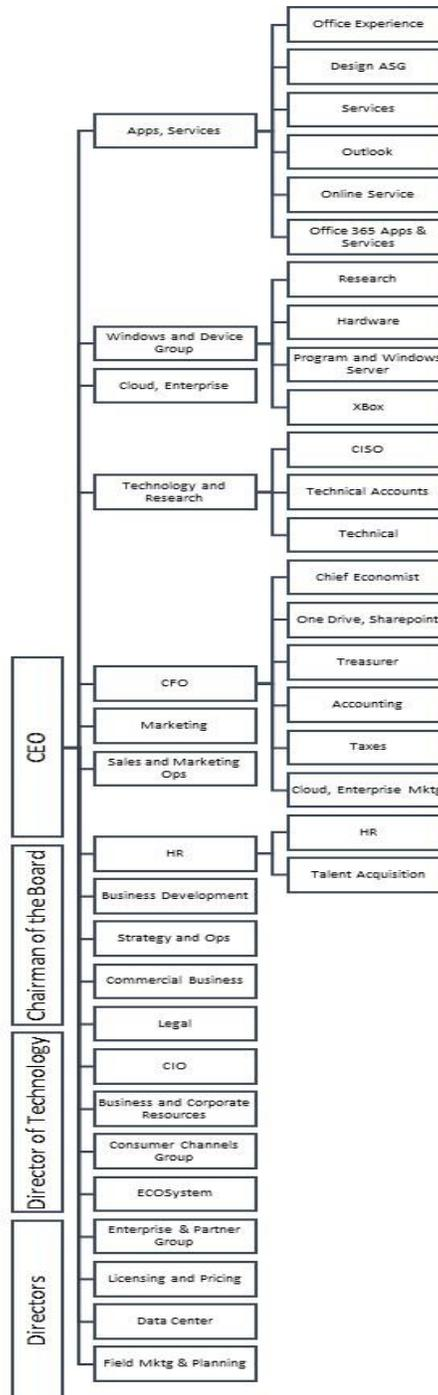 CEO
Chairman of the Board
Director of Technology
Directors
Apps, Services
Office Experience
Design ASG
Services
Outlook
Online Service
Office 365 Apps &
Services
Windows and Device
Group
Research
Hardware
Program and Windows
Server
XBox
Cloud, Enterprise
Technology and
Research
CISO
Technical Accounts
Technical
CFO
Chief Economist
One Drive, Sharepoint
Treasurer
Accounting
Taxes
Cloud, Enterprise Mktg
Marketing
Sales and Marketing
Ops
HR
HR
Talent Acquisition
Business Development
Strategy and Ops
Commercial Business
Legal
CIO
Business and Corporate
Resources
Consumer Channels
Group
ECOSystem
Enterprise & Partner
Group
Licensing and Pricing
Data Center
Field Mktg & Planning